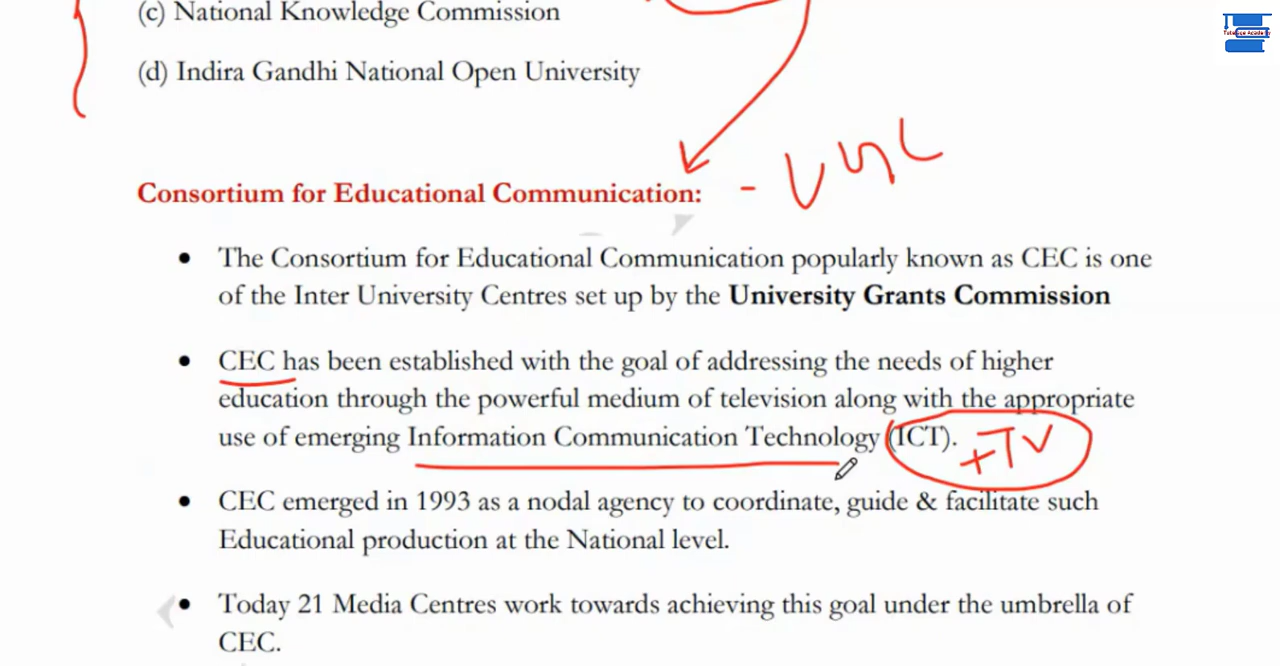 (c) National Knowledge Commission
(d) Indira Gandhi National Open University
Consortium for Educational Communication: - UGC
• The Consortium for Educational Communication popularly known as CEC is one
of the Inter University Centres set up by the University Grants Commission
• CEC has been established with the goal of addressing the needs of higher
education through the powerful medium of television along with the appropriate
use of emerging Information Communication Technology (ICT). +TV
• CEC emerged in 1993 as a nodal agency to coordinate, guide & facilitate such
Educational production at the National level.
• Today 21 Media Centres work towards achieving this goal under the umbrella of
CEC.